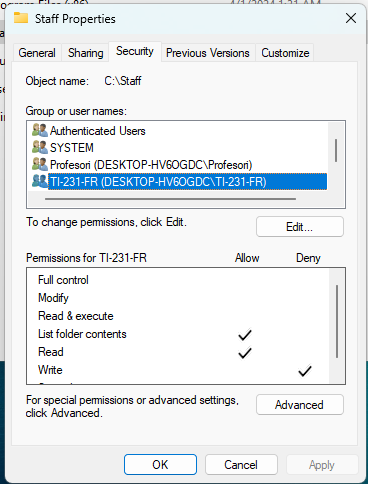 Staff Properties
General Sharing Security Previous Versions Customize
Object name: C:\Staff
Group or user names:
Authenticated Users
SYSTEM
Profesori (DESKTOP-HV6OGDC\Profesori)
TI-231-FR (DESKTOP-HV6OGDC\TI-231-FR)
To change permissions, click Edit.
Edit...
Permissions for TI-231-FR Allow Deny
Full control
Modify
Read & execute
List folder contents
Read
Write
For special permissions or advanced settings,
click Advanced.
Advanced
OK Cancel Apply